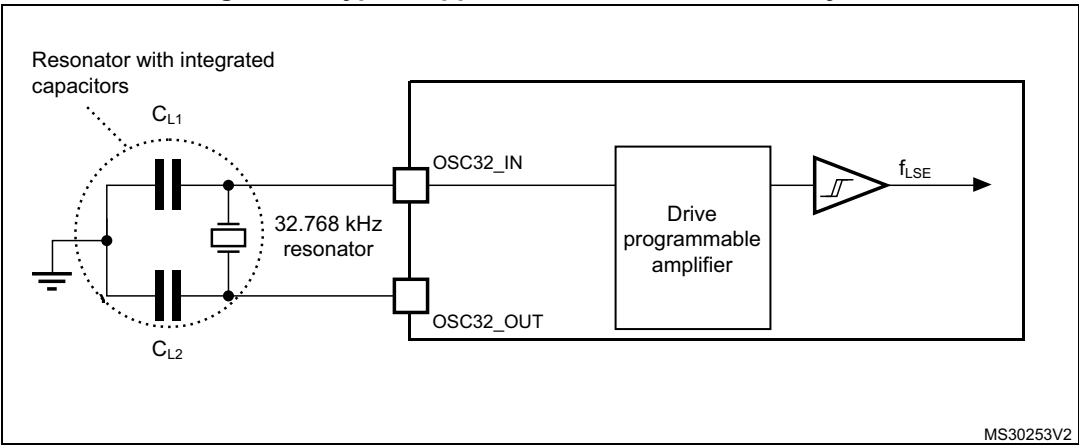 Resonator with integrated
capacitors
CL1
OSC32_IN
fLSE
32.768 kHz
resonator
Drive
programmable
amplifier
OSC32_OUT
CL2
MS30253V2